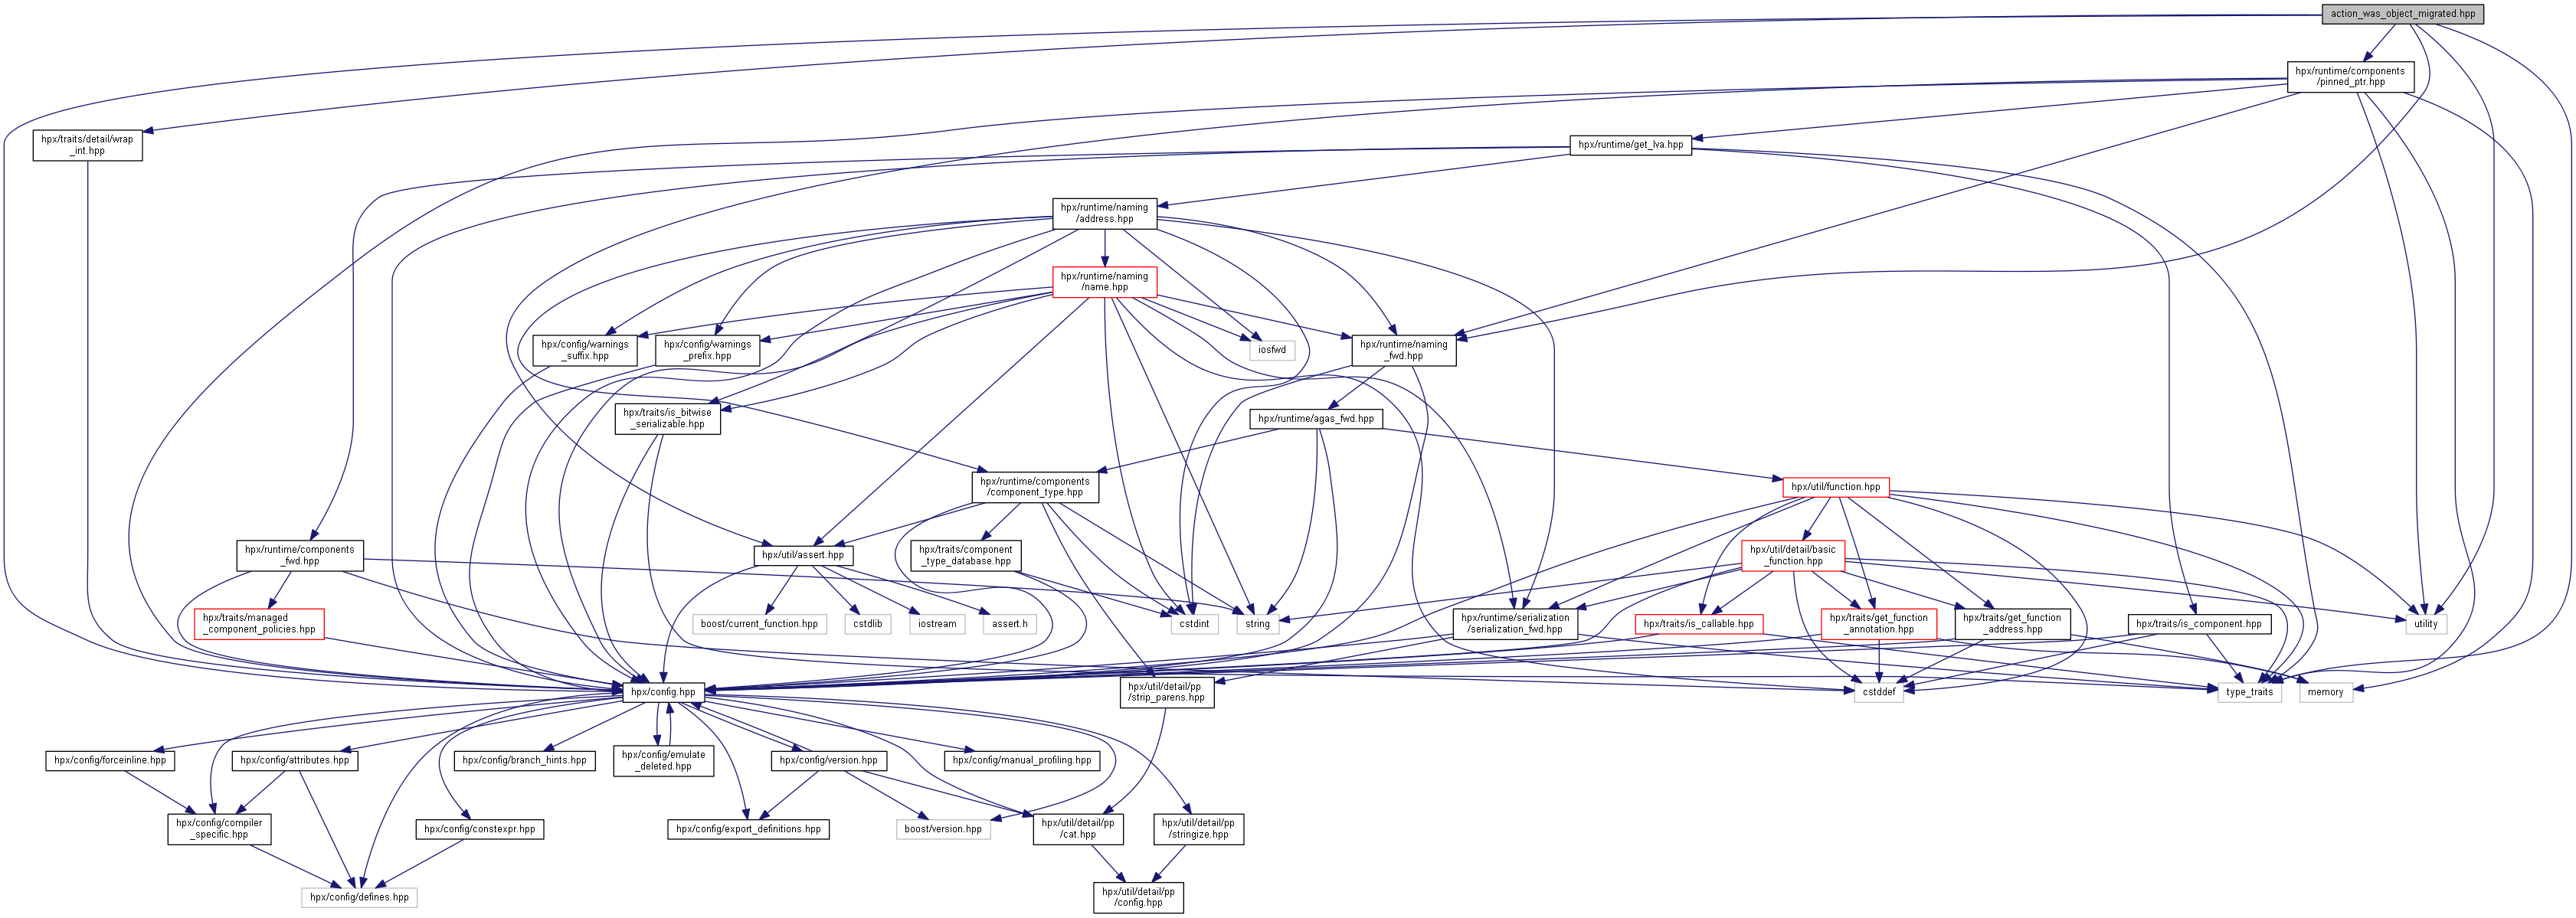 action_was_object_migrated.hpp
hpx/runtime/components
/pinned_ptr.hpp
hpx/traits/detail/wrap
_int.hpp
hpx/runtime/get_lva.hpp
hpx/runtime/naming
/address.hpp
hpx/runtime/naming
/name.hpp
hpx/config/warnings
_suffix.hpp
hpx/config/warnings
_prefix.hpp
iosfwd
hpx/runtime/naming
_fwd.hpp
hpx/traits/is_bitwise
_serializable.hpp
hpx/runtime/agas_fwd.hpp
hpx/runtime/components
/component_type.hpp
hpx/util/function.hpp
hpx/runtime/components
_fwd.hpp
hpx/util/assert.hpp
hpx/traits/component
_type_database.hpp
hpx/util/detail/basic
_function.hpp
hpx/traits/managed
_component_policies.hpp
boost/current_function.hpp
cstdlib
iostream
assert.h
cstdint
string
hpx/runtime/serialization
/serialization_fwd.hpp
hpx/traits/is_callable.hpp
hpx/traits/get_function
_annotation.hpp
hpx/traits/get_function
_address.hpp
hpx/traits/is_component.hpp
utility
hpx/config.hpp
hpx/util/detail/pp
/strip_parens.hpp
cstddef
type_traits
memory
hpx/config/forceinline.hpp
hpx/config/attributes.hpp
hpx/config/branch_hints.hpp
hpx/config/emulate
_deleted.hpp
hpx/config/version.hpp
hpx/config/manual_profiling.hpp
hpx/config/compiler
_specific.hpp
hpx/config/constexpr.hpp
hpx/config/export_definitions.hpp
boost/version.hpp
hpx/util/detail/pp
/cat.hpp
hpx/util/detail/pp
/stringize.hpp
hpx/config/defines.hpp
hpx/util/detail/pp
/config.hpp